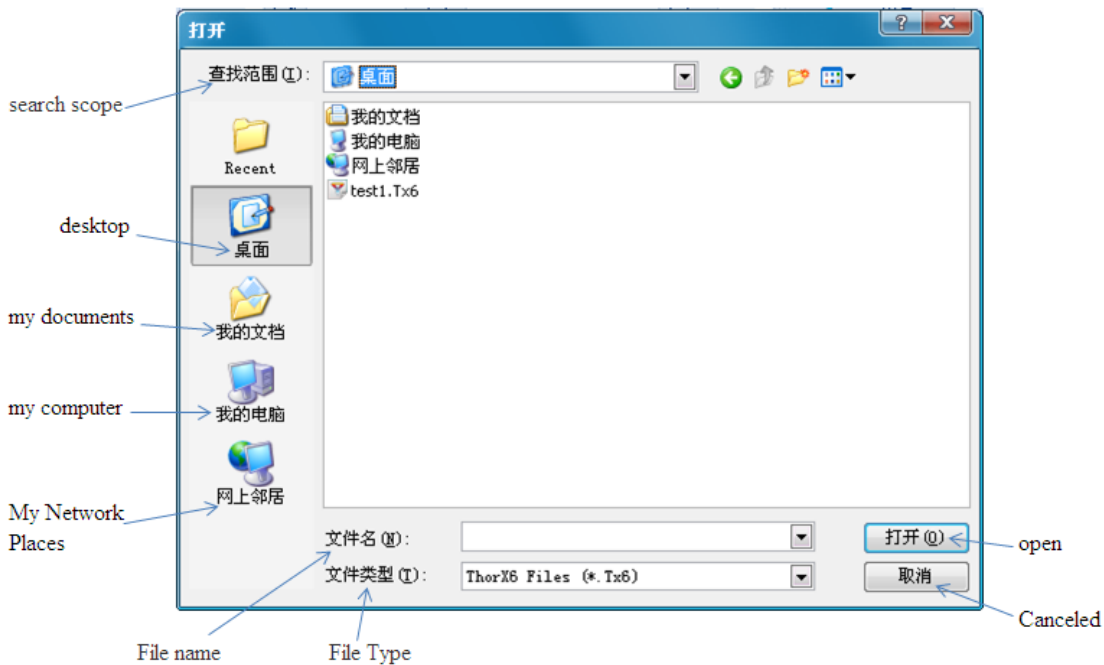 打开
查找范围(I):
桌面
search scope
我的文档
我的电脑
网上邻居
test1.Tx6
Recent
desktop
桌面
my documents
我的文档
my computer
我的电脑
My Network
Places
网上邻居
文件名(N):
打开(O)
open
文件类型(T):
ThorX6 Files (*.Tx6)
取消
Canceled
File name
File Type